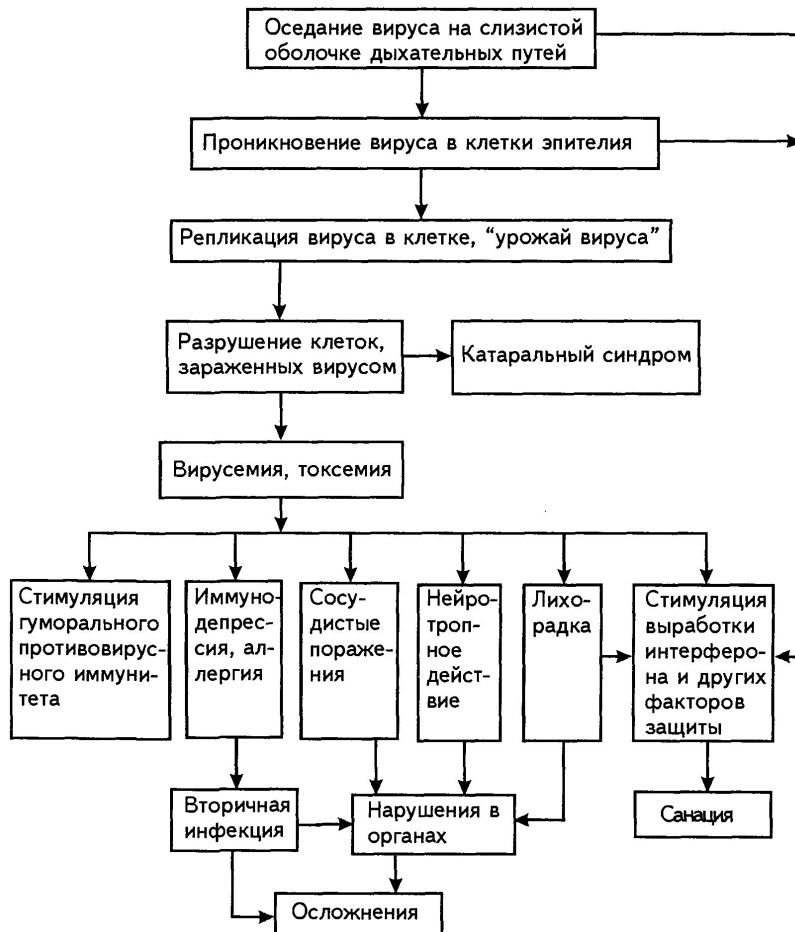 Оседание вируса на слизистой
оболочке дыхательных путей
Проникновение вируса в клетки эпителия
Репликация вируса в клетке, “урожай вируса”
Разрушение клеток,
зараженных вирусом
Катаральный синдром
Вирусемия, токсемия
Стимуляция
гуморального
противовирус-
ного иммуни-
тета
Иммуно-
депрес-
сия, ал-
лергия
Сосу-
дистые
пораже-
ния
Нейро-
тропное
дейст-
вие
Лихо-
радка
Стимуляция
выработки
интерферо-
на и других
факторов
защиты
Вторичная
инфекция
Нарушения в
органах
Санация
Осложнения